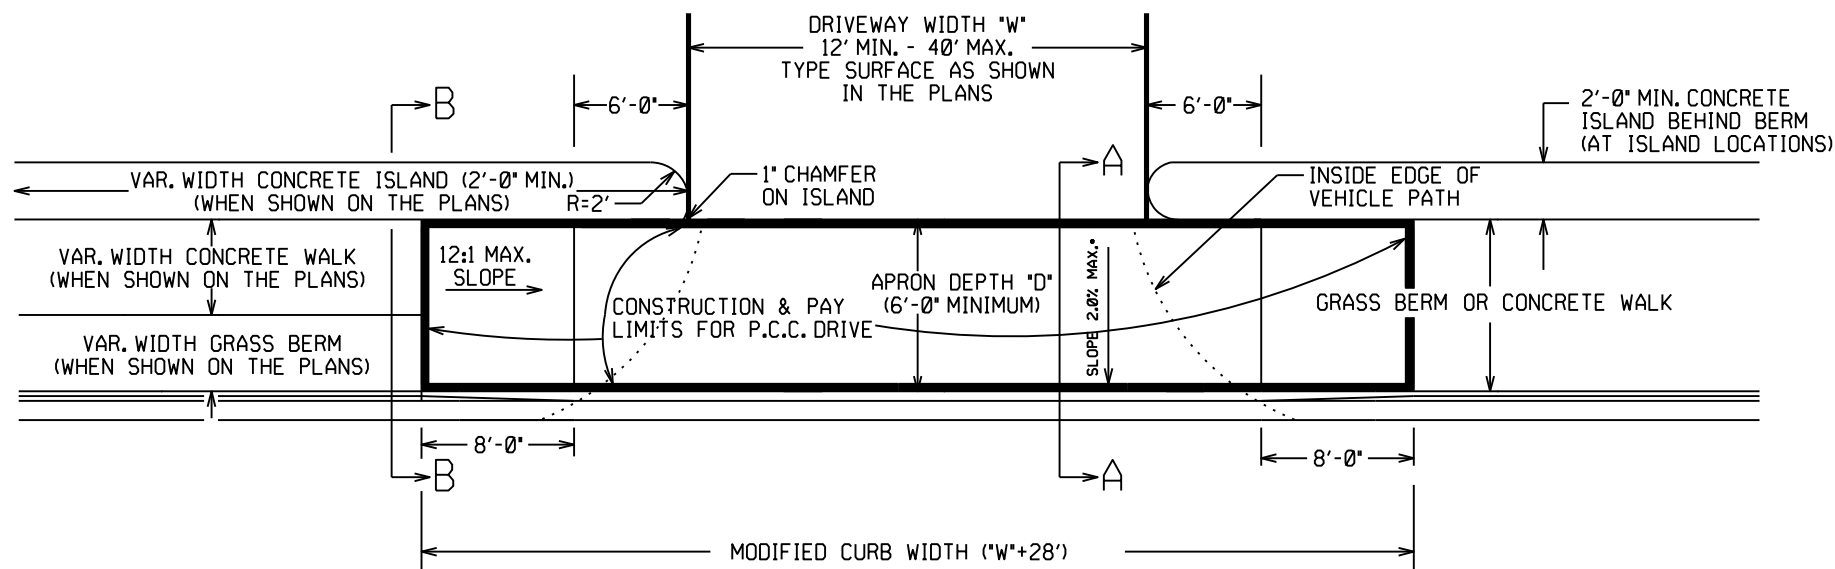 DRIVEWAY WIDTH "W"
12' MIN. - 40' MAX.
TYPE SURFACE AS SHOWN
IN THE PLANS
B
6'-0"
6'-0"
2'-0" MIN. CONCRETE
ISLAND BEHIND BERM
(AT ISLAND LOCATIONS)
A
VAR. WIDTH CONCRETE ISLAND (2'-0" MIN.)
(WHEN SHOWN ON THE PLANS)
R=2'
1" CHAMFER
ON ISLAND
INSIDE EDGE OF
VEHICLE PATH
VAR. WIDTH CONCRETE WALK
(WHEN SHOWN ON THE PLANS)
12:1 MAX.
SLOPE
CONSTRUCTION & PAY
LIMITS FOR P.C.C. DRIVE
APRON DEPTH "D"
(6'-0" MINIMUM)
SLOPE 2.0% MAX.*
GRASS BERM OR CONCRETE WALK
VAR. WIDTH GRASS BERM
(WHEN SHOWN ON THE PLANS)
8'-0"
8'-0"
B
A
MODIFIED CURB WIDTH ("W"+28')